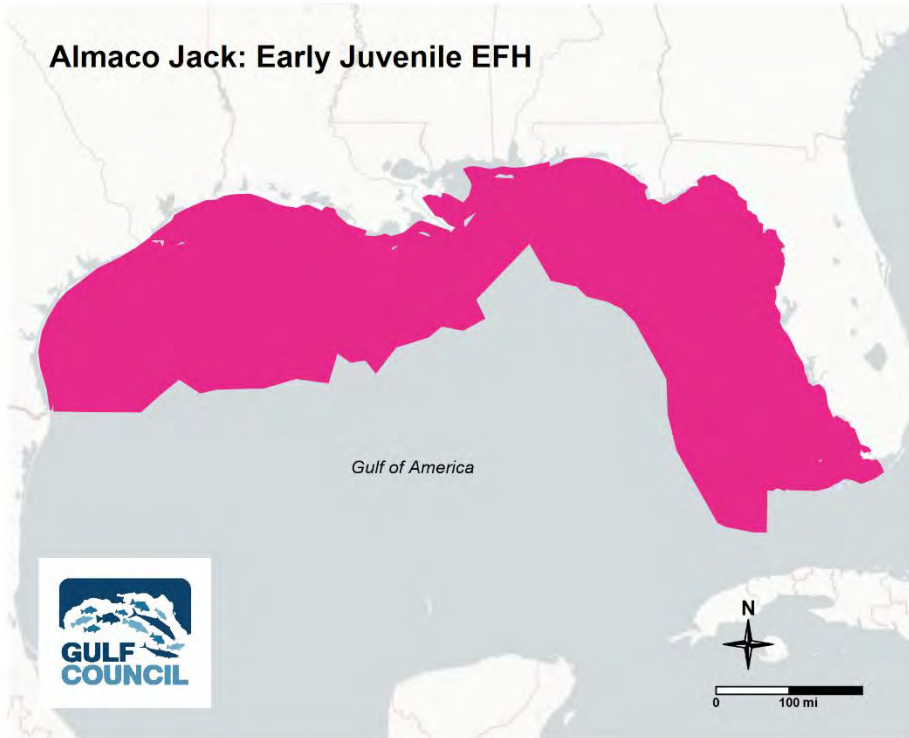 Almaco Jack: Early Juvenile EFH
Gulf of America
GULF
COUNCIL
N
0 100 mi